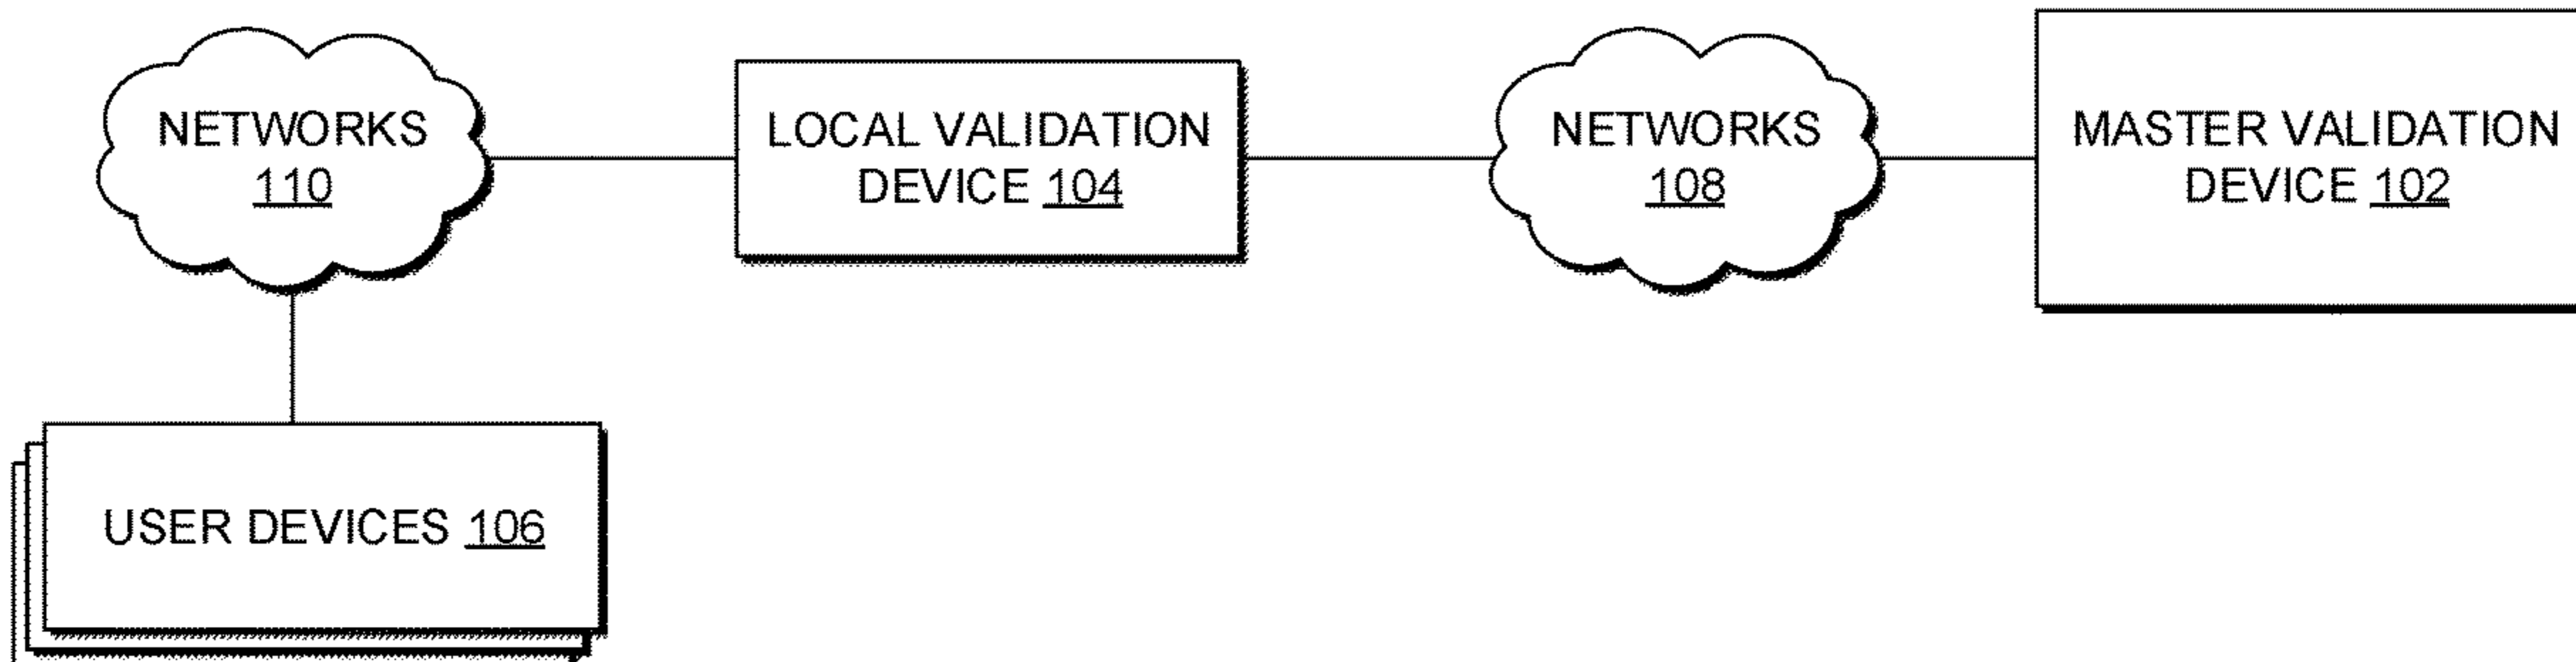 NETWORKS
110
LOCAL VALIDATION
DEVICE 104
NETWORKS
108
MASTER VALIDATION
DEVICE 102
USER DEVICES 106